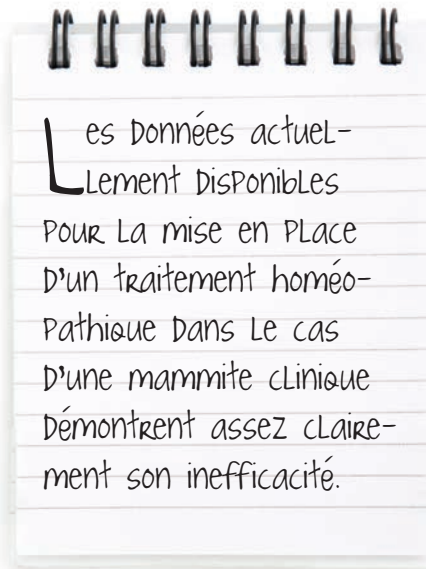 Les Données actuel-
Lement DisPonibLes
Pour La mise en PLace
D'un traitement homéo-
Pathique Dans Le cas
D'une mammite cLinique
Démontrent assez cLaire-
ment son inefficacité.